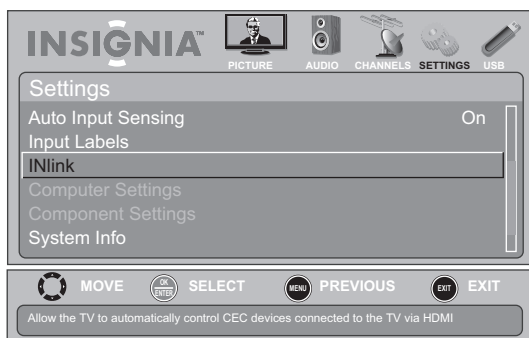 INSIGNIA™
PICTURE AUDIO CHANNELS SETTINGS USB
Settings
Auto Input Sensing On
Input Labels
INlink
Computer Settings
Component Settings
System Info
MOVE OK ENTER SELECT MENU PREVIOUS EXIT EXIT
Allow the TV to automatically control CEC devices connected to the TV via HDMI